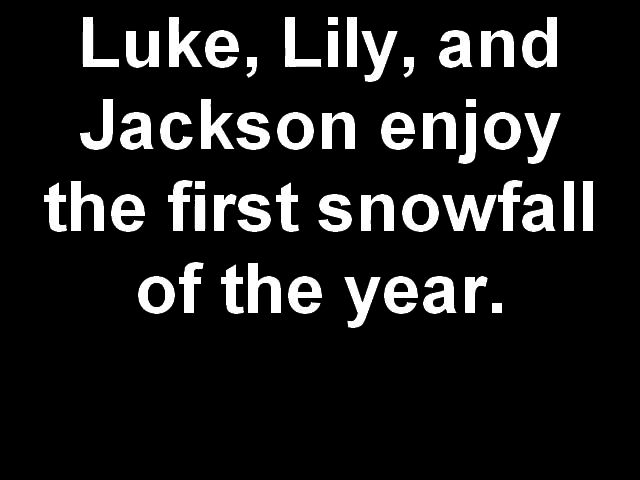 Luke, Lily, and
Jackson enjoy
the first snowfall
of the year.